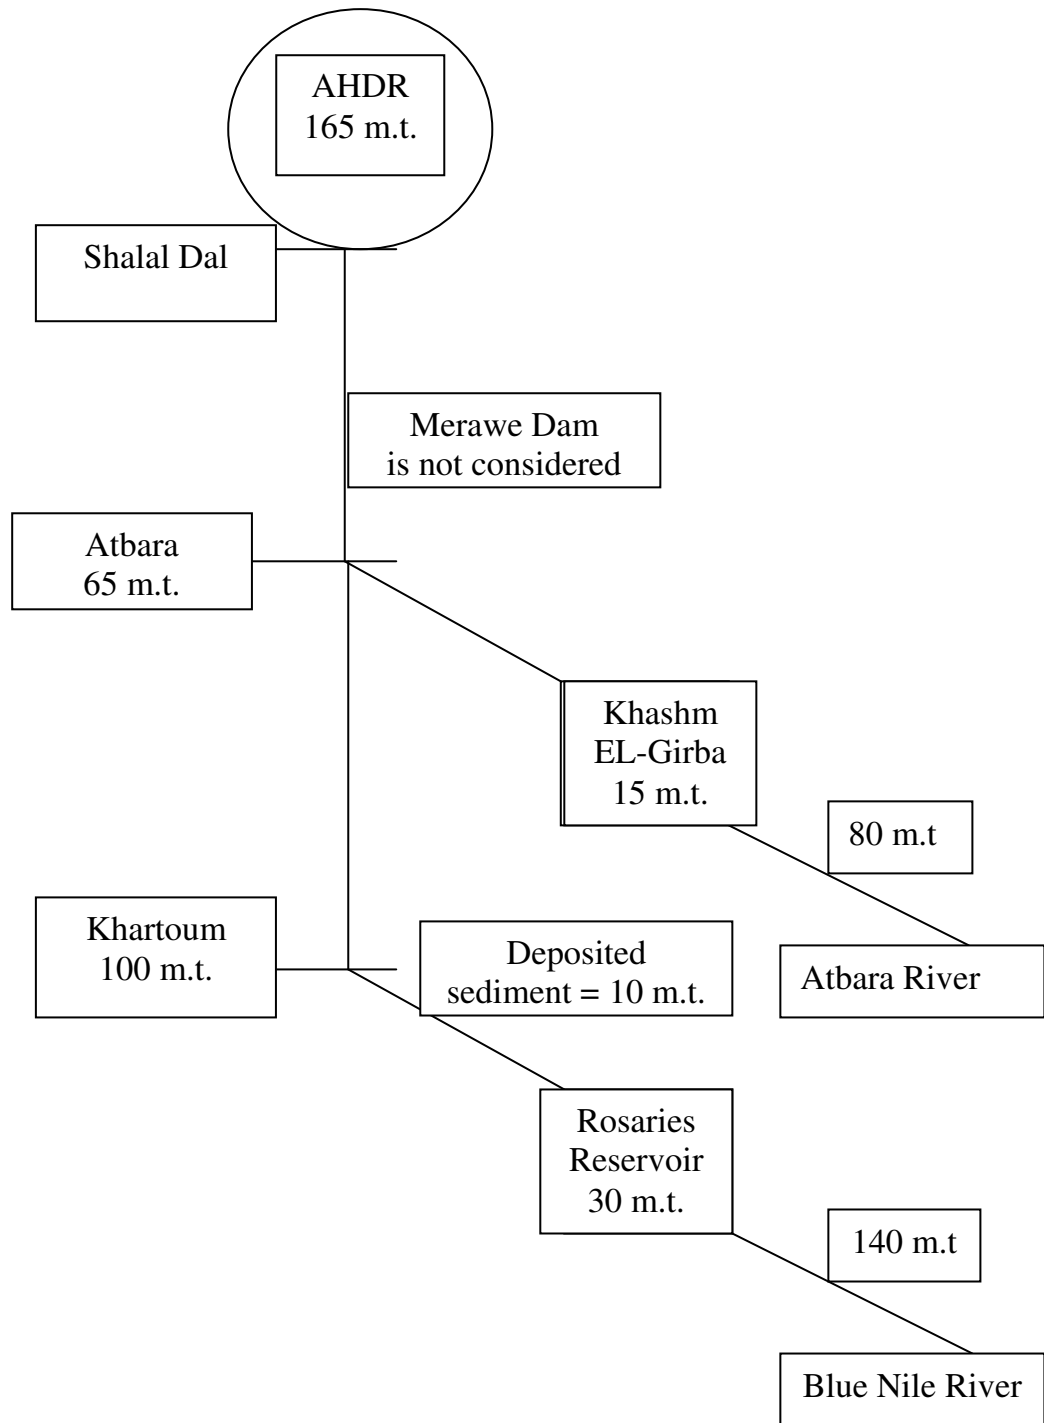 AHDR
165 m.t.
Shalal Dal
Merawe Dam
is not considered
Atbara
65 m.t.
Khashm
EL-Girba
15 m.t.
80 m.t
Khartoum
100 m.t.
Deposited
sediment = 10 m.t.
Atbara River
Rosaries
Reservoir
30 m.t.
140 m.t
Blue Nile River